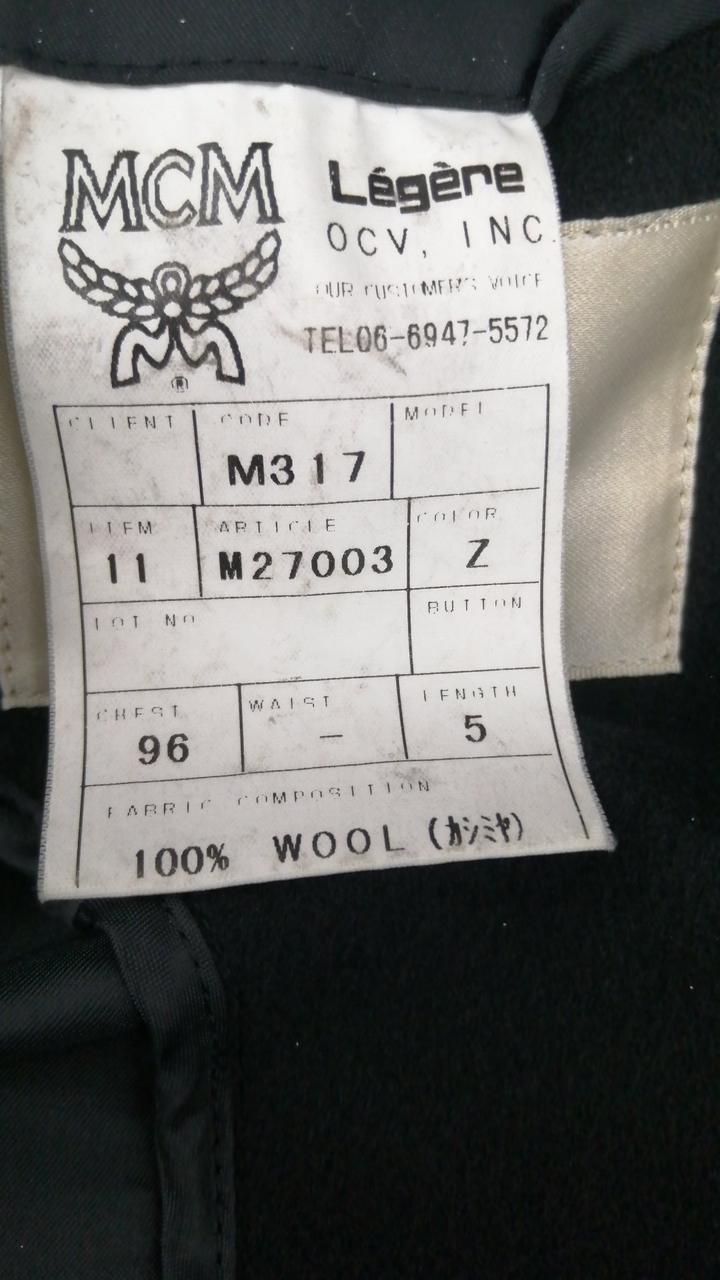 MCM
®
Légère
OCV, INC.
OUR CUSTOMER'S VOICE
TEL06-6947-5572
CLIENT CODE MODEL
M317
ITEM ARTICLE COLOR
11 M27003 Z
LOT NO BUTTON
CHEST WAIST LENGTH
96 – 5
FABRIC COMPOSITION
100% WOOL (カシミヤ)